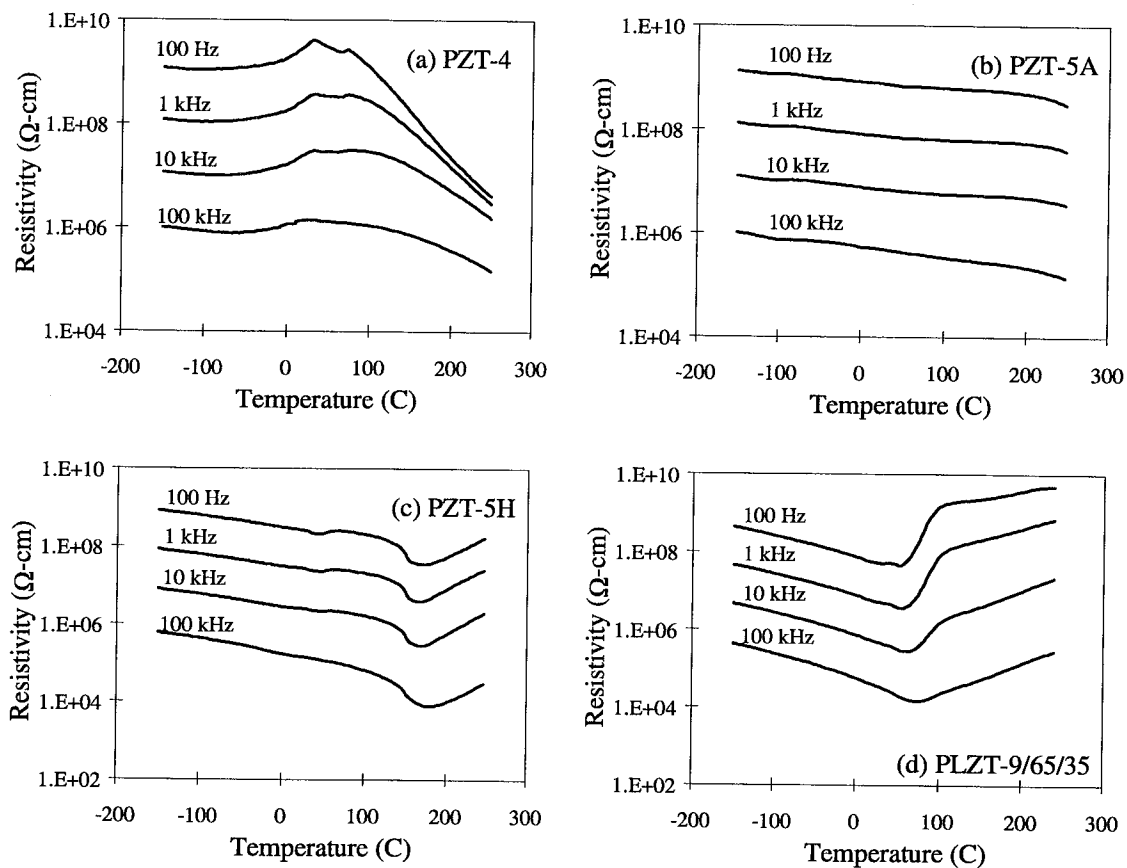 1.E+10
1.E+08
1.E+06
1.E+04
Resistivity (Ω-cm)
100 Hz
1 kHz
10 kHz
100 kHz
(a) PZT-4
-200 -100 0 100 200 300
Temperature (C)
1.E+10
1.E+08
1.E+06
1.E+04
Resistivity (Ω-cm)
100 Hz
1 kHz
10 kHz
100 kHz
(b) PZT-5A
-200 -100 0 100 200 300
Temperature (C)
1.E+10
1.E+08
1.E+06
1.E+04
1.E+02
Resistivity (Ω-cm)
100 Hz
1 kHz
10 kHz
100 kHz
(c) PZT-5H
-200 -100 0 100 200 300
Temperature (C)
1.E+10
1.E+08
1.E+06
1.E+04
1.E+02
Resistivity (Ω-cm)
100 Hz
1 kHz
10 kHz
100 kHz
(d) PLZT-9/65/35
-200 -100 0 100 200 300
Temperature (C)